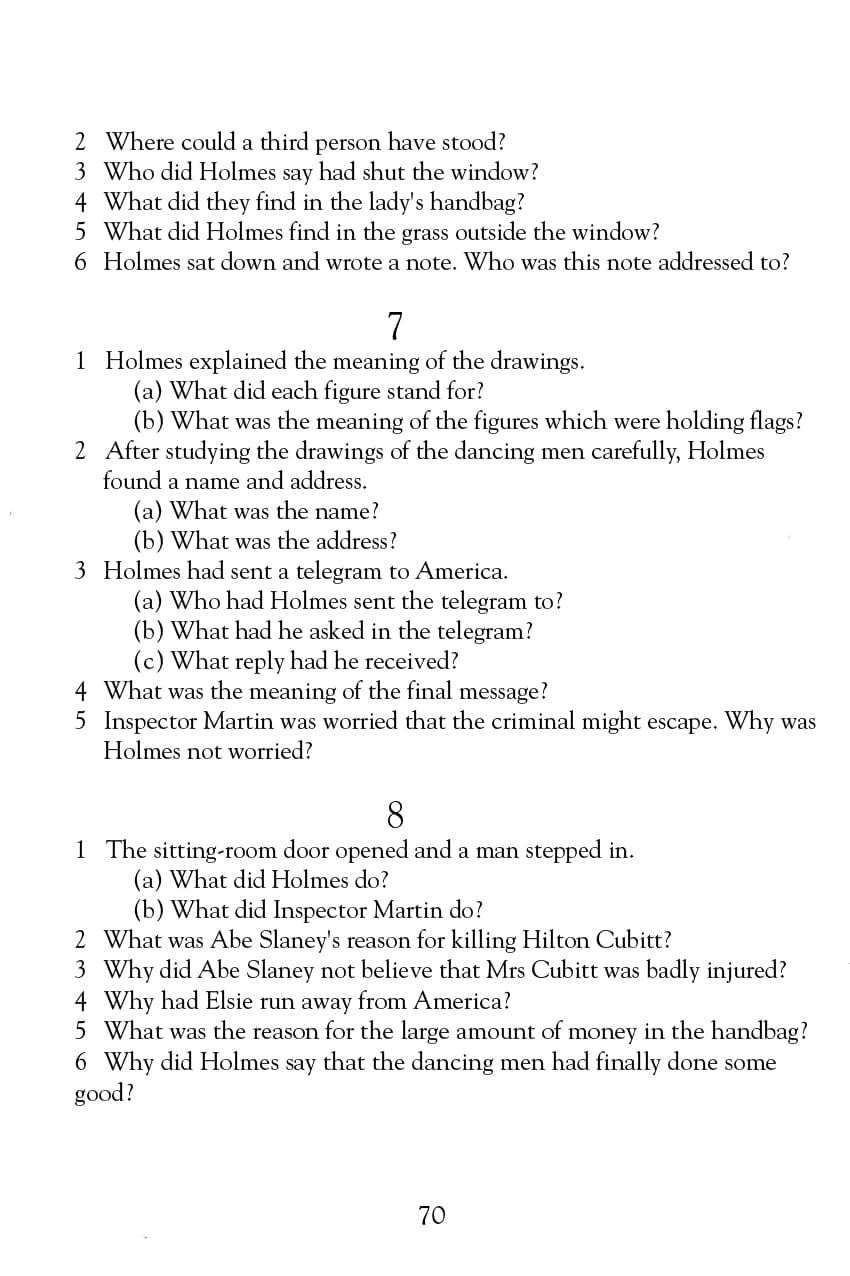 2 Where could a third person have stood?
3 Who did Holmes say had shut the window?
4 What did they find in the lady's handbag?
5 What did Holmes find in the grass outside the window?
6 Holmes sat down and wrote a note. Who was this note addressed to?
7
1 Holmes explained the meaning of the drawings.
(a) What did each figure stand for?
(b) What was the meaning of the figures which were holding flags?
2 After studying the drawings of the dancing men carefully, Holmes
found a name and address.
(a) What was the name?
(b) What was the address?
3 Holmes had sent a telegram to America.
(a) Who had Holmes sent the telegram to?
(b) What had he asked in the telegram?
(c) What reply had he received?
4 What was the meaning of the final message?
5 Inspector Martin was worried that the criminal might escape. Why was
Holmes not worried?
8
1 The sitting-room door opened and a man stepped in.
(a) What did Holmes do?
(b) What did Inspector Martin do?
2 What was Abe Slaney's reason for killing Hilton Cubitt?
3 Why did Abe Slaney not believe that Mrs Cubitt was badly injured?
4 Why had Elsie run away from America?
5 What was the reason for the large amount of money in the handbag?
6 Why did Holmes say that the dancing men had finally done some
good?
70